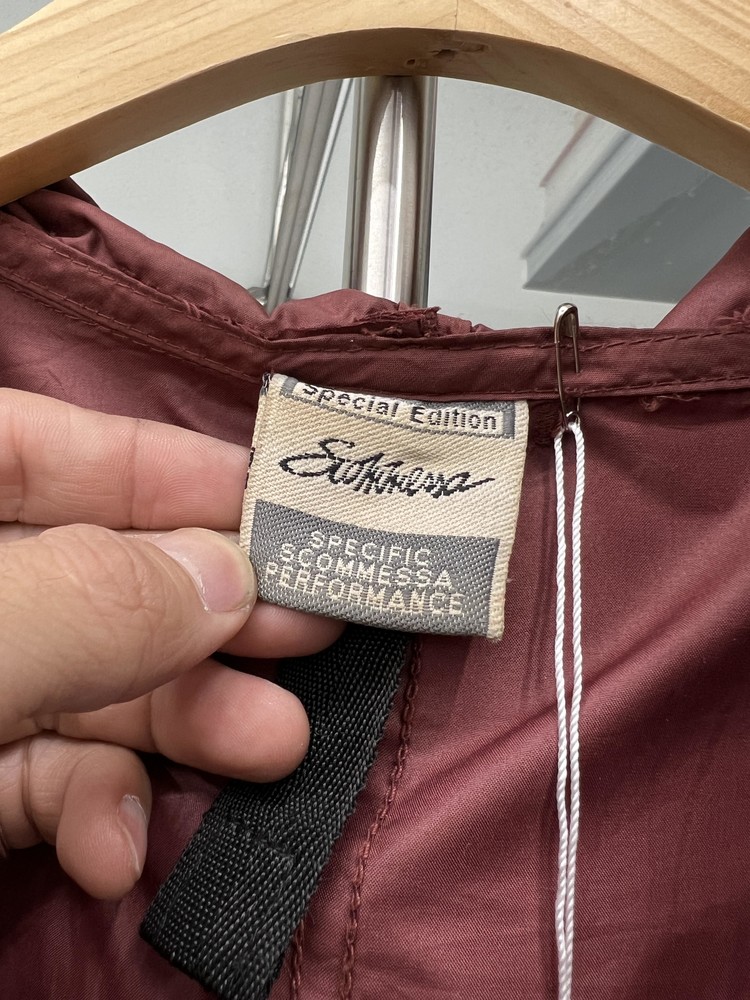 Special Edition
Scommessa
SPECIFIC
SCOMMESSA
PERFORMANCE